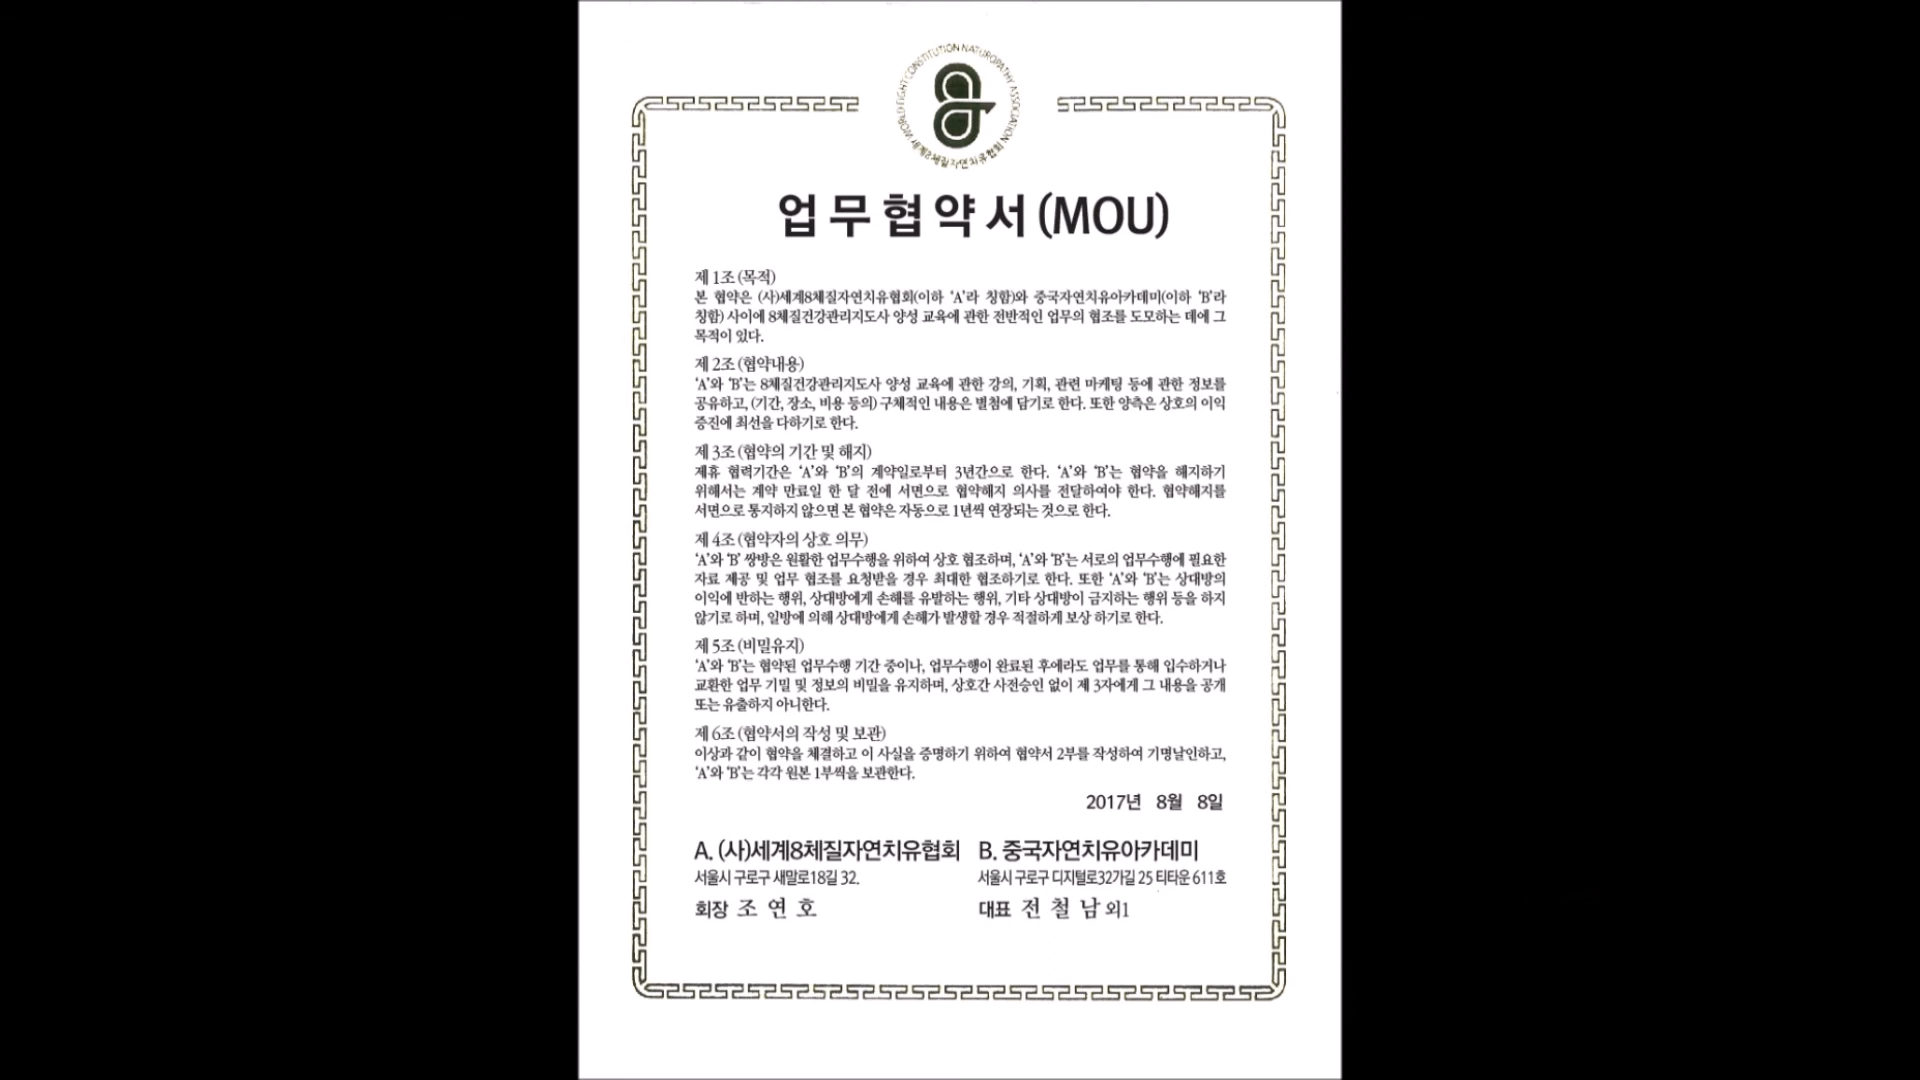 WORLD EIGHT CONSTITUTION NATUROPATHY ASSOCIATION
세계8체질자연치유협회
업무협약서(MOU)
제 1조 (목적)
본 협약은 (사)세계8체질자연치유협회(이하 ‘A’라 칭함)와 중국자연치유아카데미(이하 ‘B’라
칭함) 사이에 8체질건강관리지도사 양성 교육에 관한 전반적인 업무의 협조를 도모하는 데에 그
목적이 있다.
제 2조 (협약내용)
‘A’와 ‘B’는 8체질건강관리지도사 양성 교육에 관한 강의, 기획, 관련 마케팅 등에 관한 정보를
공유하고, (기간, 장소, 비용 등의) 구체적인 내용은 별첨에 담기로 한다. 또한 양측은 상호의 이익
증진에 최선을 다하기로 한다.
제 3조 (협약의 기간 및 해지)
제휴 협력기간은 ‘A’와 ‘B’의 계약일로부터 3년간으로 한다. ‘A’와 ‘B’는 협약을 해지하기
위해서는 계약 만료일 한 달 전에 서면으로 협약해지 의사를 전달하여야 한다. 협약해지를
서면으로 통지하지 않으면 본 협약은 자동으로 1년씩 연장되는 것으로 한다.
제 4조 (협약자의 상호 의무)
‘A’와 ‘B’ 쌍방은 원활한 업무수행을 위하여 상호 협조하며, ‘A’와 ‘B’는 서로의 업무수행에 필요한
자료 제공 및 업무 협조를 요청받을 경우 최대한 협조하기로 한다. 또한 ‘A’와 ‘B’는 상대방의
이익에 반하는 행위, 상대방에게 손해를 유발하는 행위, 기타 상대방이 금지하는 행위 등을 하지
않기로 하며, 일방에 의해 상대방에게 손해가 발생할 경우 적절하게 보상 하기로 한다.
제 5조 (비밀유지)
‘A’와 ‘B’는 협약된 업무수행 기간 중이나, 업무수행이 완료된 후에라도 업무를 통해 입수하거나
교환한 업무 기밀 및 정보의 비밀을 유지하며, 상호간 사전승인 없이 제 3자에게 그 내용을 공개
또는 유출하지 아니한다.
제 6조 (협약서의 작성 및 보관)
이상과 같이 협약을 체결하고 이 사실을 증명하기 위하여 협약서 2부를 작성하여 기명날인하고,
‘A’와 ‘B’는 각각 원본 1부씩을 보관한다.
2017년 8월 8일
A. (사)세계8체질자연치유협회 B. 중국자연치유아카데미
서울시 구로구 새말로18길 32. 서울시 구로구 디지털로32가길 25 티타운 611호
회장 조 연 호 대표 전 철 남 외1